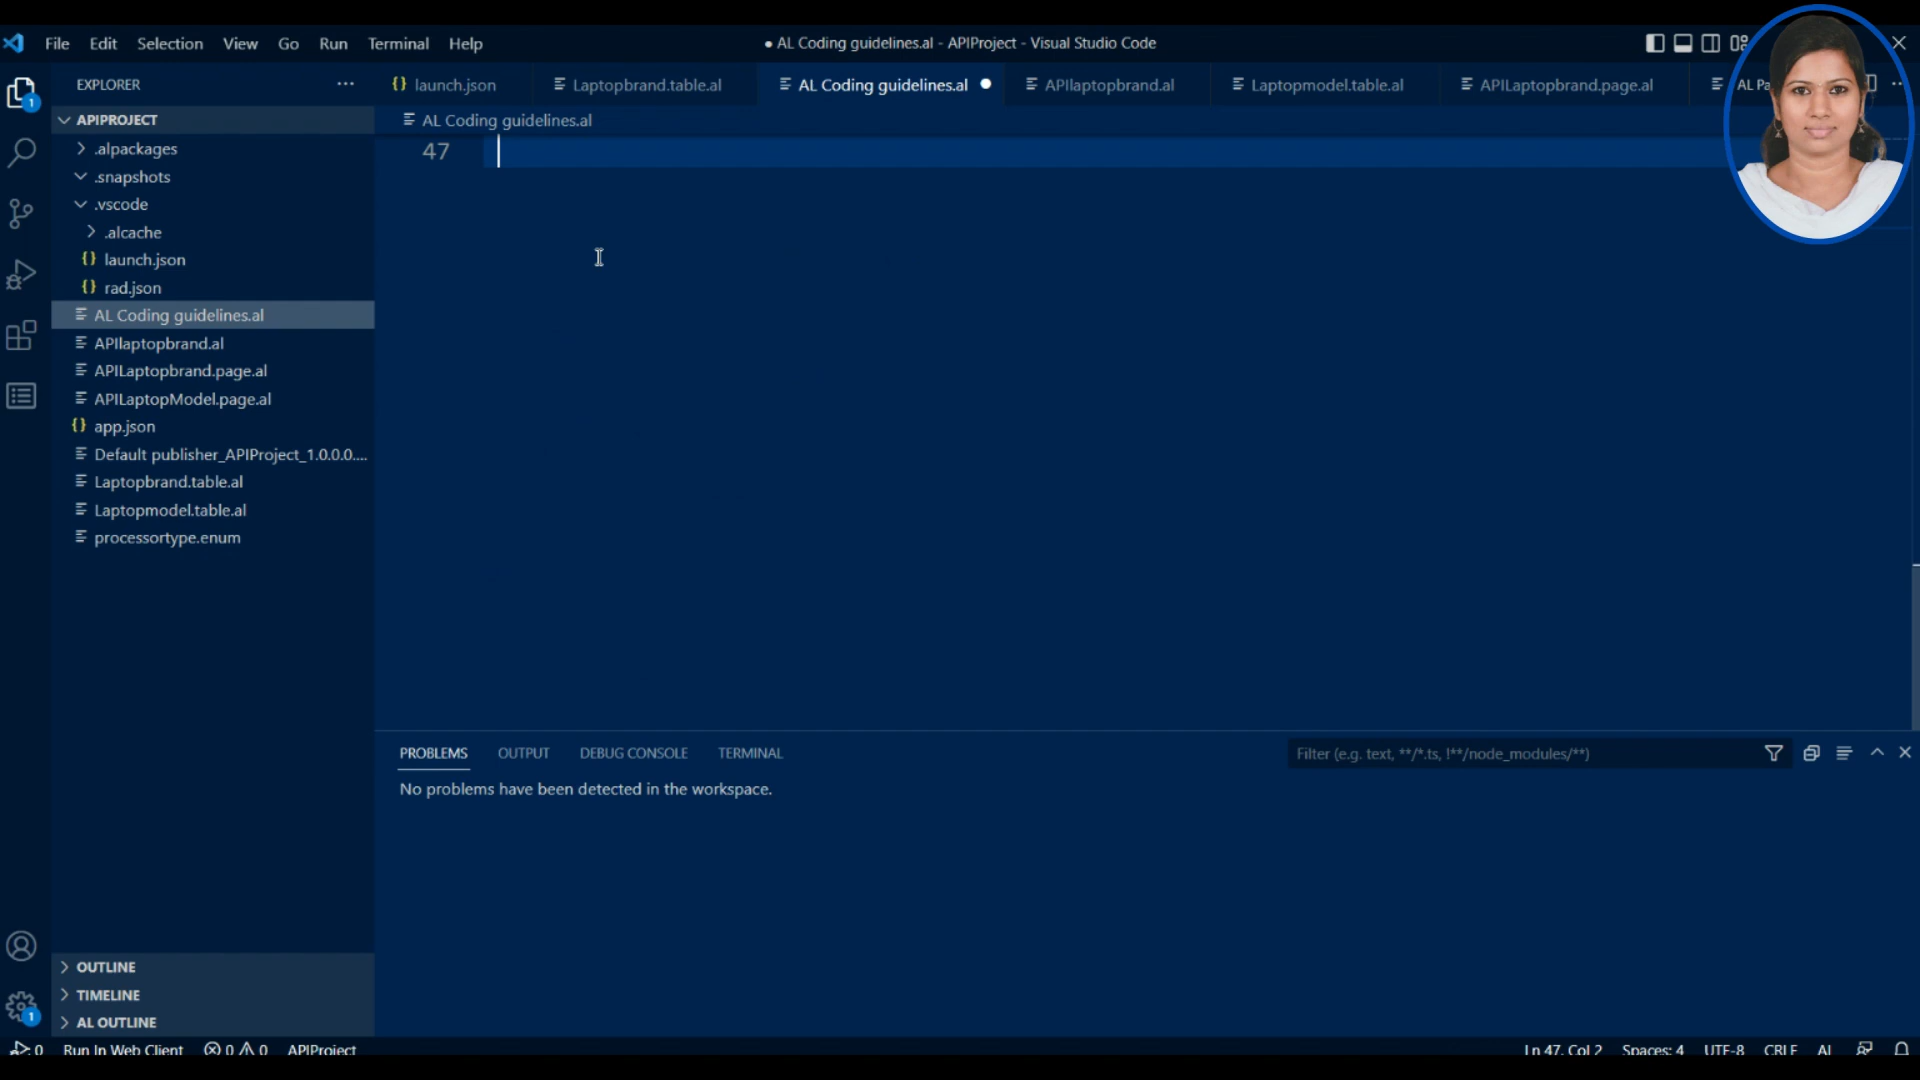 File Edit Selection View Go Run Terminal Help
● AL Coding guidelines.al - APIProject - Visual Studio Code
EXPLORER
launch.json
Laptopbrand.table.al
AL Coding guidelines.al
APIlaptopbrand.al
Laptopmodel.table.al
APILaptopbrand.page.al
AL Pa
1
APIPROJECT
AL Coding guidelines.al
47
.alpackages
.snapshots
.vscode
.alcache
{} launch.json
{} rad.json
AL Coding guidelines.al
APIlaptopbrand.al
APILaptopbrand.page.al
APILaptopModel.page.al
{} app.json
Default publisher_APIProject_1.0.0.0....
Laptopbrand.table.al
Laptopmodel.table.al
processortype.enum
PROBLEMS OUTPUT DEBUG CONSOLE TERMINAL
Filter (e.g. text, **/*.ts, !**/node_modules/**)
No problems have been detected in the workspace.
OUTLINE
TIMELINE
1
AL OUTLINE
0 Run In Web Client 0 0 APIProject
Ln 47, Col 2 Spaces: 4 UTF-8 CRLF AL